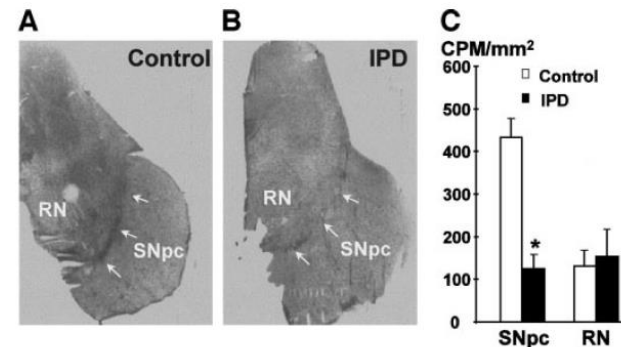 A
Control
RN
SNpc
B
IPD
RN
SNpc
C
CPM/mm²
600
500
400
300
200
100
0
Control
IPD
*
SNpc
RN